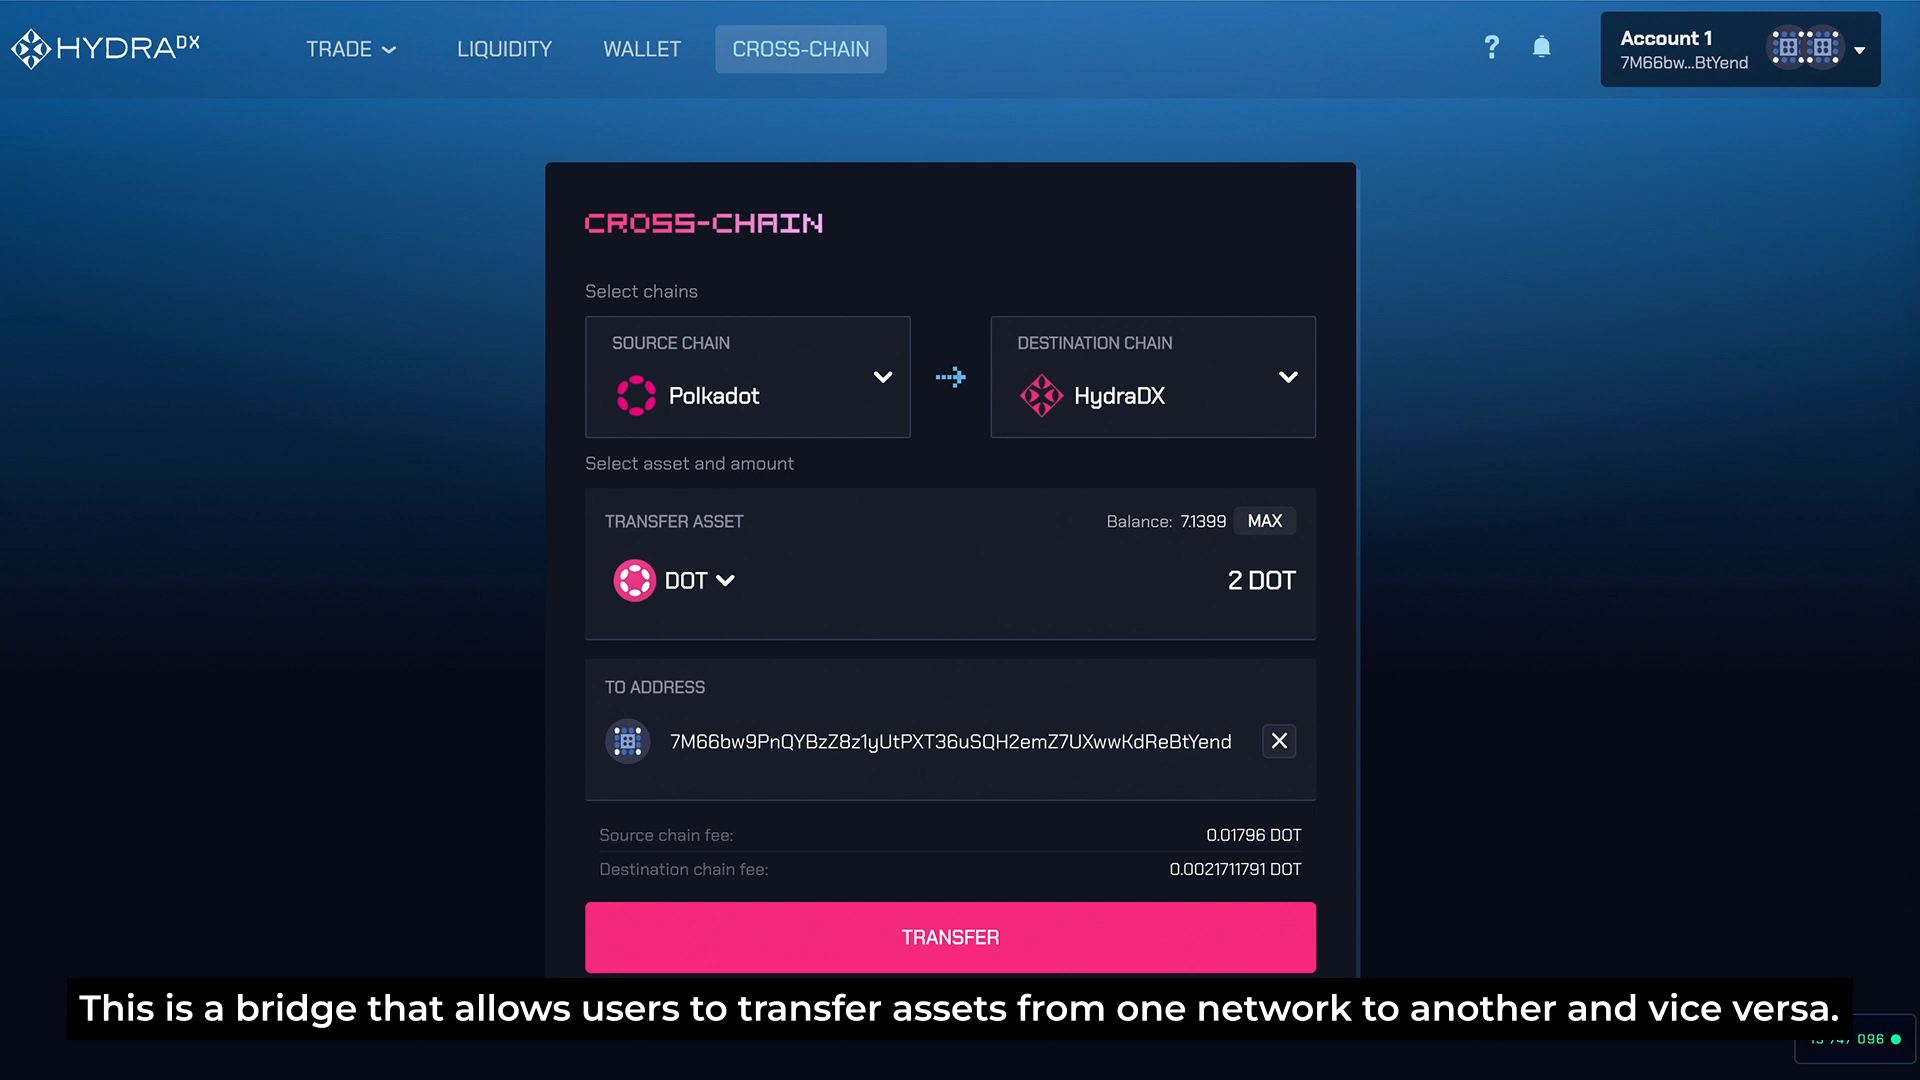 HYDRADX
TRADE
LIQUIDITY
WALLET
CROSS-CHAIN
?
Account 1
7M66bw...BtYend
CROSS-CHAIN
Select chains
SOURCE CHAIN
Polkadot
DESTINATION CHAIN
HydraDX
Select asset and amount
TRANSFER ASSET
Balance: 7.1399 MAX
DOT
2 DOT
TO ADDRESS
7M66bw9PnQYBzZ8z1yUtPXT36uSQH2emZ7UXwwKdReBtYend
Source chain fee: 0.01796 DOT
Destination chain fee: 0.0021711791 DOT
TRANSFER
This is a bridge that allows users to transfer assets from one network to another and vice versa.
096